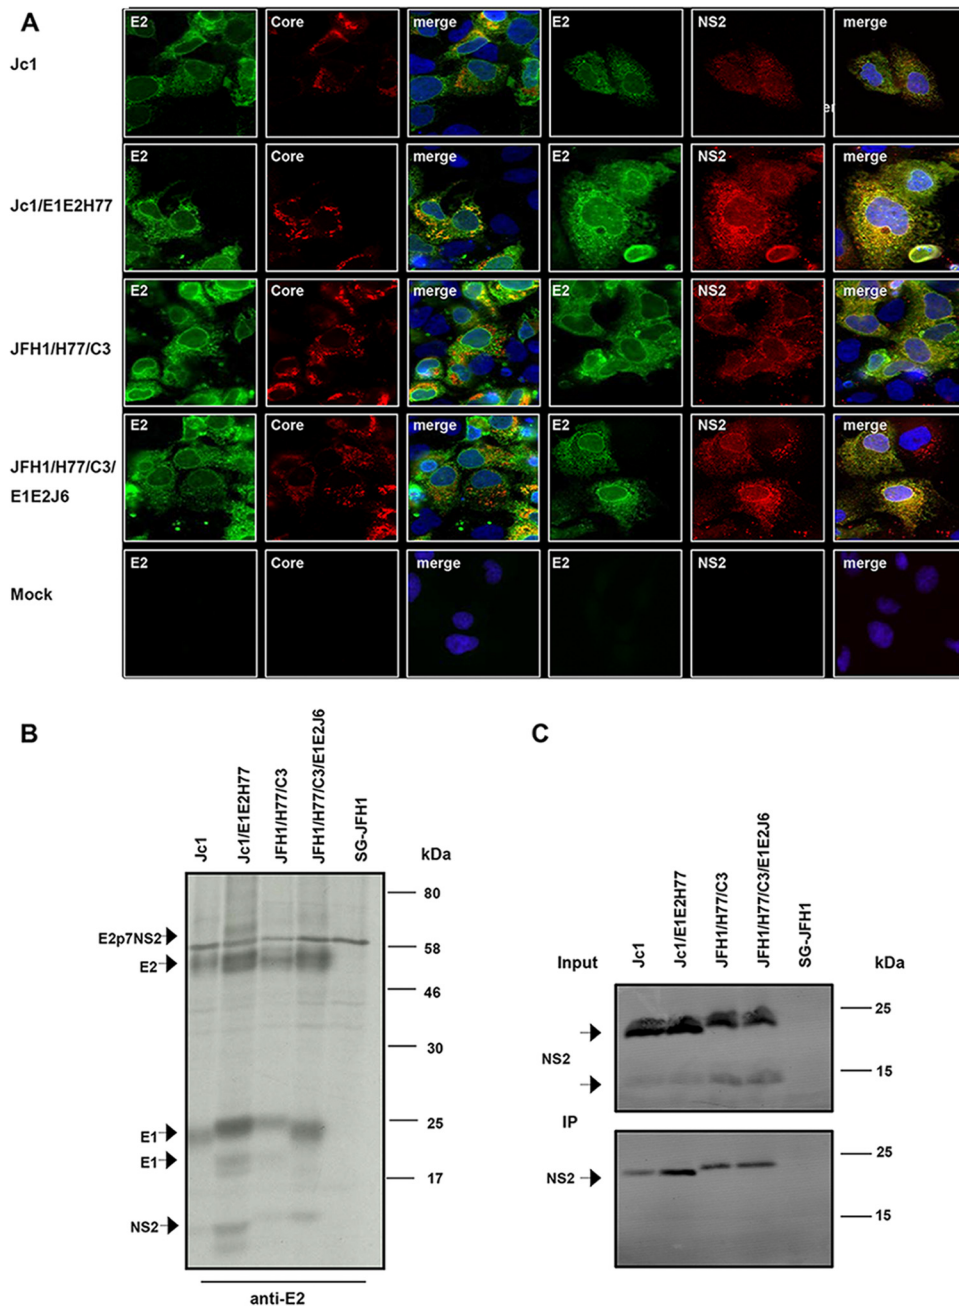 A
E2 Core merge E2 NS2 merge
Jc1
er
E2 Core merge E2 NS2 merge
Jc1/E1E2H77
E2 Core merge E2 NS2 merge
JFH1/H77/C3
E2 Core merge E2 NS2 merge
JFH1/H77/C3/
E1E2J6
E2 Core merge E2 NS2 merge
Mock
B
Jc1
Jc1/E1E2H77
JFH1/H77/C3
JFH1/H77/C3/E1E2J6
SG-JFH1
kDa
80
E2p7NS2
58
E2
46
30
25
E1
E1
17
NS2
anti-E2
C
Jc1
Jc1/E1E2H77
JFH1/H77/C3
JFH1/H77/C3/E1E2J6
SG-JFH1
Input
kDa
25
NS2
15
IP
25
NS2
15